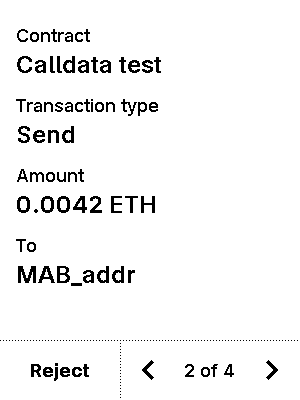 Contract
Calldata test
Transaction type
Send
Amount
0.0042 ETH
To
MAB_addr
Reject
2 of 4